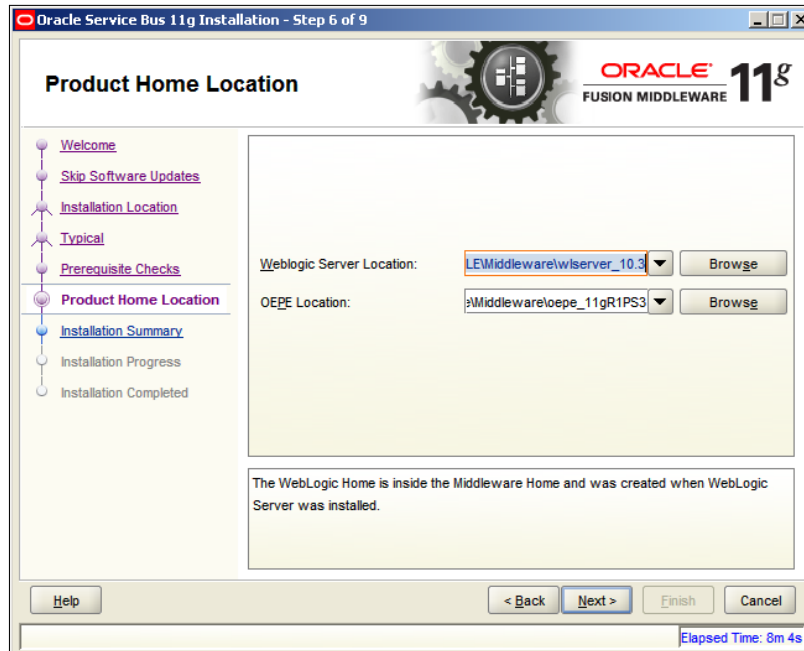 Oracle Service Bus 11g Installation - Step 6 of 9
Product Home Location
ORACLE
FUSION MIDDLEWARE
11g
Welcome
Skip Software Updates
Installation Location
Typical
Prerequisite Checks
Product Home Location
Installation Summary
Installation Progress
Installation Completed
Weblogic Server Location: LE\Middleware\wlserver_10.3 Browse
OEPE Location: e\Middleware\oepe_11gR1PS3 Browse
The WebLogic Home is inside the Middleware Home and was created when WebLogic
Server was installed.
Help < Back Next > Finish Cancel
Elapsed Time: 8m 4s